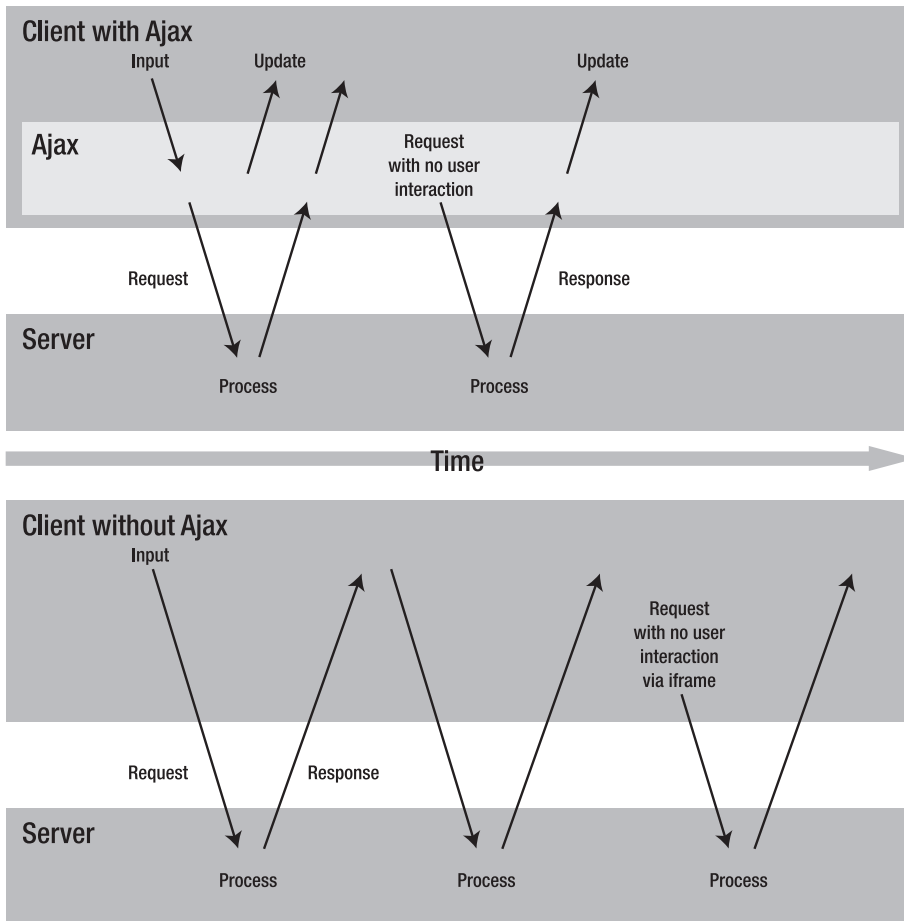 Client with Ajax
Input
Update
Update
Ajax
Request
with no user
interaction
Request
Response
Server
Process
Process
Time
Client without Ajax
Input
Request
with no user
interaction
via iframe
Request
Response
Server
Process
Process
Process